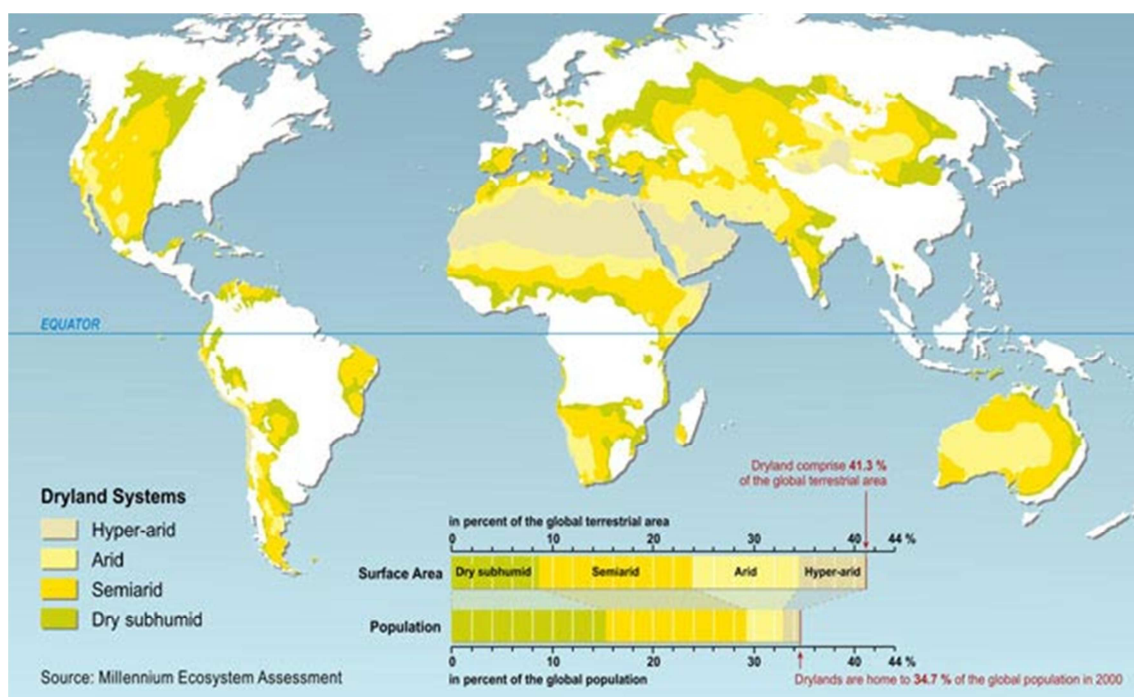 EQUATOR
Dryland Systems
Hyper-arid
Arid
Semiarid
Dry subhumid
Source: Millennium Ecosystem Assessment
Dryland comprise 41.3 %
of the global terrestrial area
in percent of the global terrestrial area
0 10 20 30 40 44 %
Surface Area Dry subhumid Semiarid Arid Hyper-arid
Population
0 10 20 30 40 44 %
in percent of the global population
Drylands are home to 34.7 % of the global population in 2000